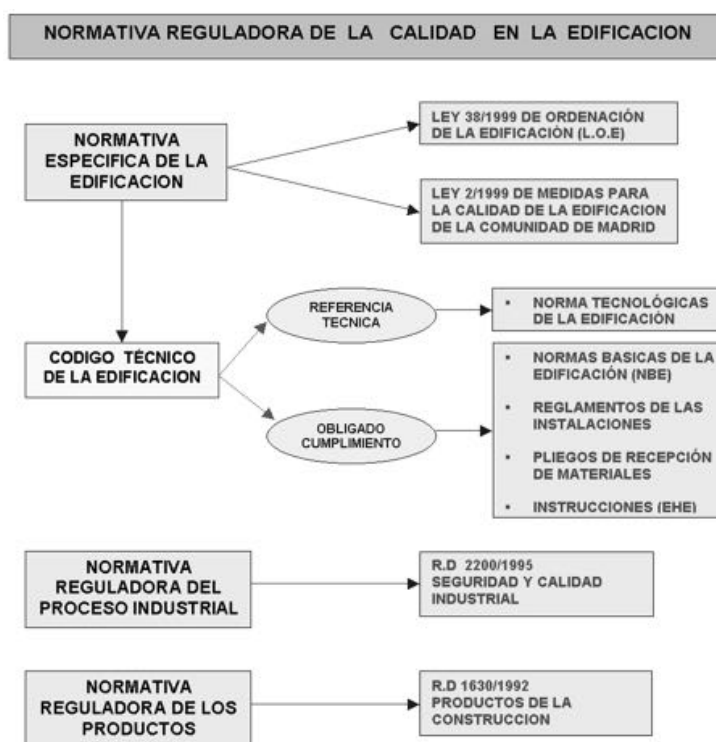 NORMATIVA REGULADORA DE LA CALIDAD EN LA EDIFICACION
NORMATIVA
ESPECIFICA DE LA
EDIFICACION
LEY 38/1999 DE ORDENACIÓN
DE LA EDIFICACIÓN (L.O.E)
LEY 2/1999 DE MEDIDAS PARA
LA CALIDAD DE LA EDIFICACION
DE LA COMUNIDAD DE MADRID
CODIGO TÉCNICO
DE LA EDIFICACION
REFERENCIA
TECNICA
▪ NORMA TECNOLÓGICAS
DE LA EDIFICACIÓN
OBLIGADO
CUMPLIMIENTO
▪ NORMAS BASICAS DE LA
EDIFICACIÓN (NBE)
▪ REGLAMENTOS DE LAS
INSTALACIONES
▪ PLIEGOS DE RECEPCIÓN
DE MATERIALES
▪ INSTRUCCIONES (EHE)
NORMATIVA
REGULADORA DEL
PROCESO INDUSTRIAL
R.D 2200/1995
SEGURIDAD Y CALIDAD
INDUSTRIAL
NORMATIVA
REGULADORA DE LOS
PRODUCTOS
R.D 1630/1992
PRODUCTOS DE LA
CONSTRUCCION